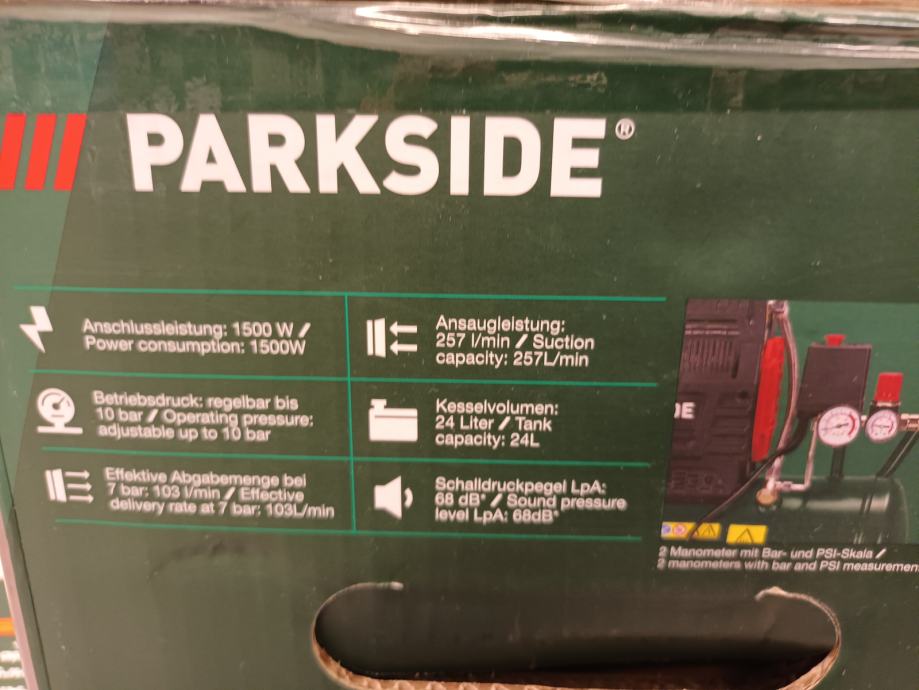 PARKSIDE®
Anschlussleistung: 1500 W /
Power consumption: 1500W
Ansaugleistung:
257 l/min / Suction
capacity: 257L/min
Betriebsdruck: regelbar bis
10 bar / Operating pressure:
adjustable up to 10 bar
Kesselvolumen:
24 Liter / Tank
capacity: 24L
Effektive Abgabemenge bei
7 bar: 103 l/min / Effective
delivery rate at 7 bar: 103L/min
Schalldruckpegel LpA:
68 dB* / Sound pressure
level LpA: 68dB*
DE
2 Manometer mit Bar- und PSI-Skala /
2 manometers with bar and PSI measuremen